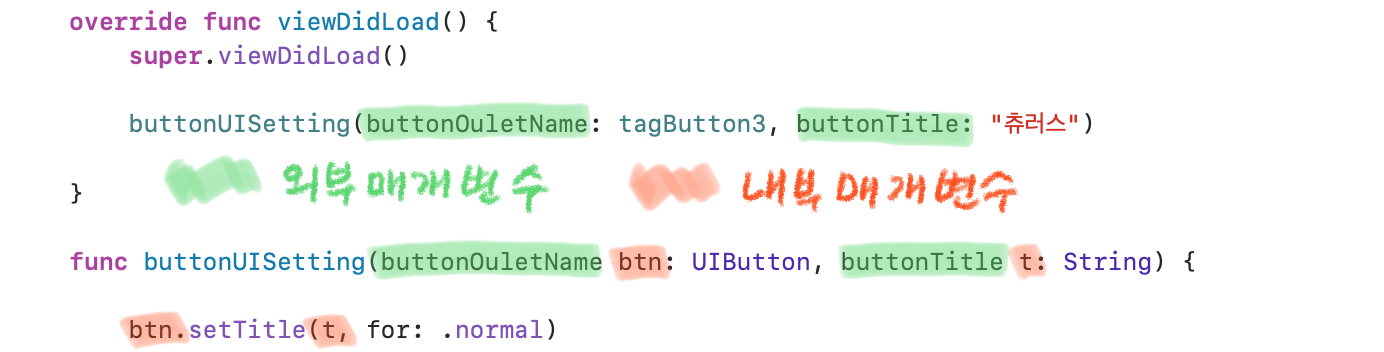 override func viewDidLoad() {
super.viewDidLoad()
buttonUISetting(buttonOuletName: tagButton3, buttonTitle: "츄러스")
외부매개변수 내부매개변수
}
func buttonUISetting(buttonOuletName btn: UIButton, buttonTitle t: String) {
btn.setTitle(t, for: .normal)